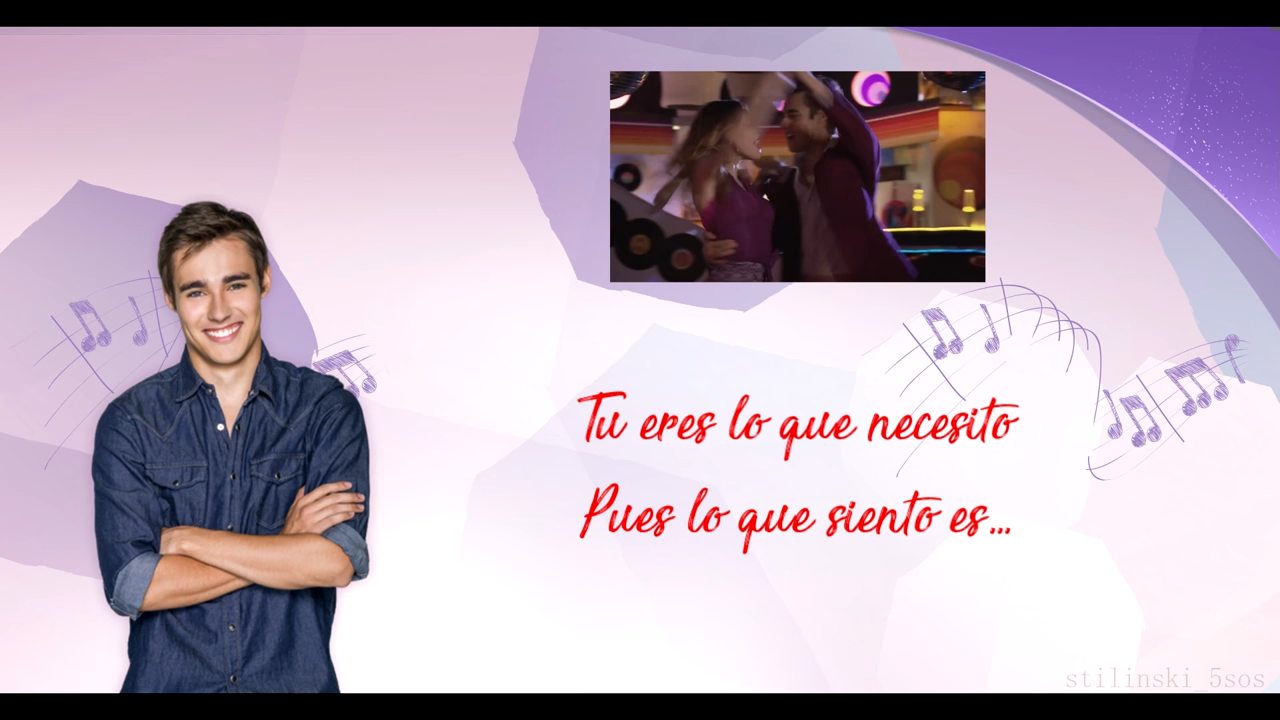 Tu eres lo que necesito
Pues lo que siento es...
stilinski_5sos